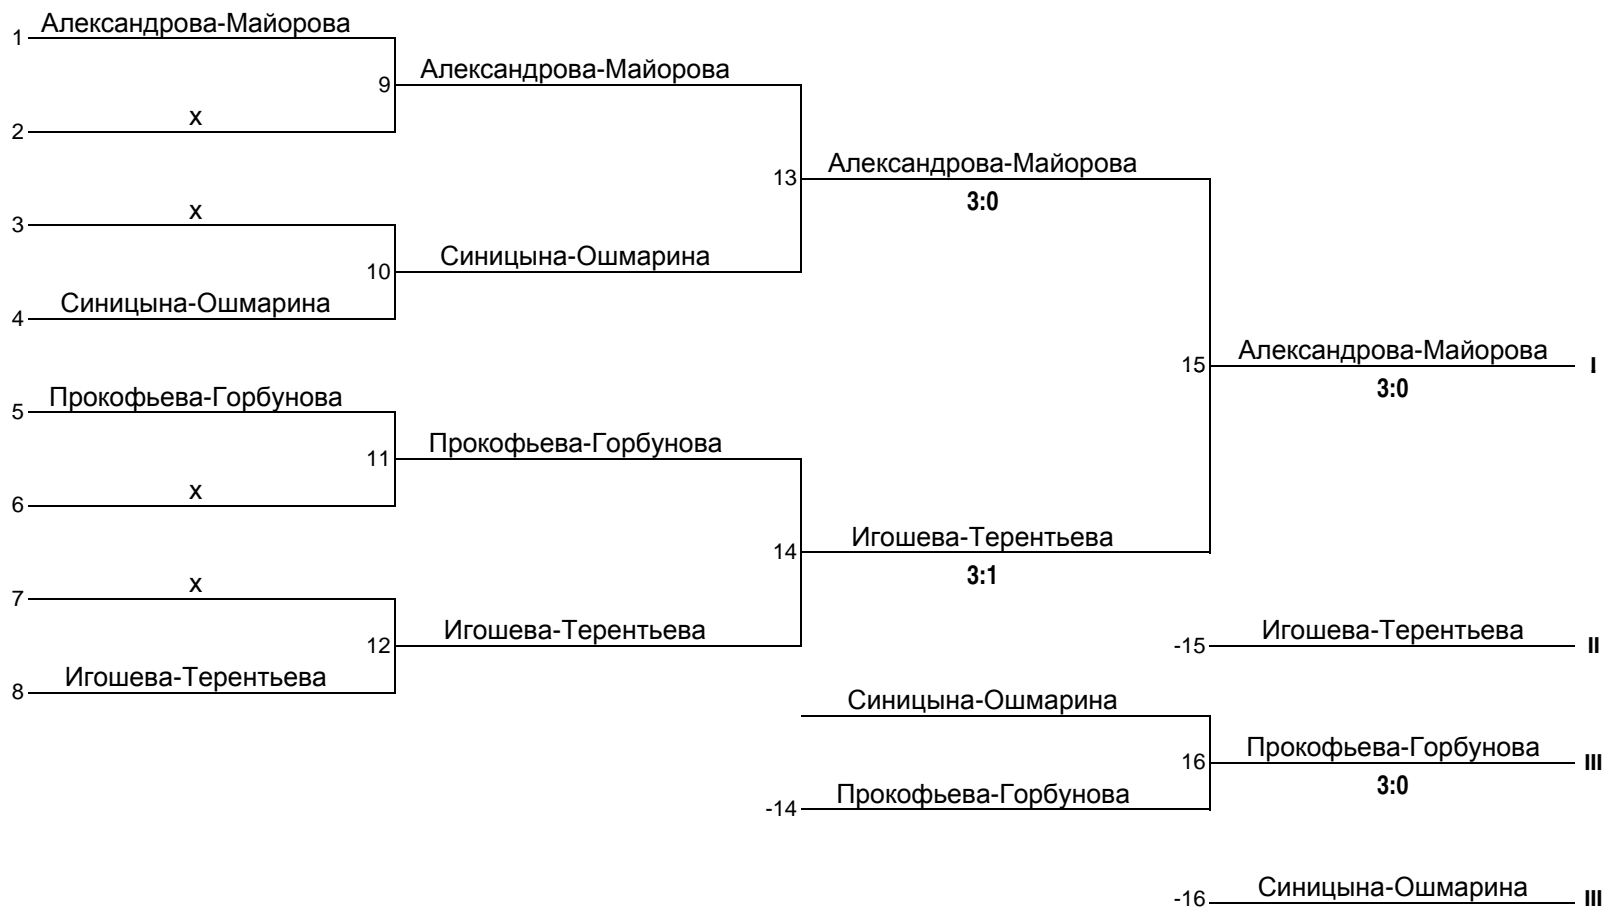 Александрова-Майорова
1
9 Александрова-Майорова
х
2
13 Александрова-Майорова
3:0
х
3
10 Синицына-Ошмарина
Синицына-Ошмарина
4
15 Александрова-Майорова I
3:0
Прокофьева-Горбунова
5
11 Прокофьева-Горбунова
х
6
14 Игошева-Терентьева
3:1
х
7
12 Игошева-Терентьева
-15 Игошева-Терентьева II
Игошева-Терентьева
8
Синицына-Ошмарина
16 Прокофьева-Горбунова III
3:0
-14 Прокофьева-Горбунова
-16 Синицына-Ошмарина III